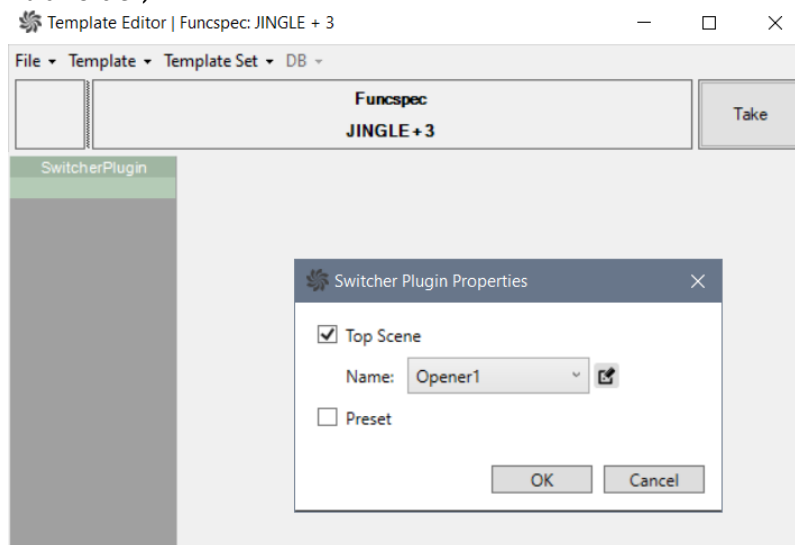 Template Editor | Funcspec: JINGLE + 3
File Template Template Set DB
Funcspec
JINGLE + 3
Take
SwitcherPlugin
Switcher Plugin Properties
Top Scene
Name: Opener1
Preset
OK Cancel